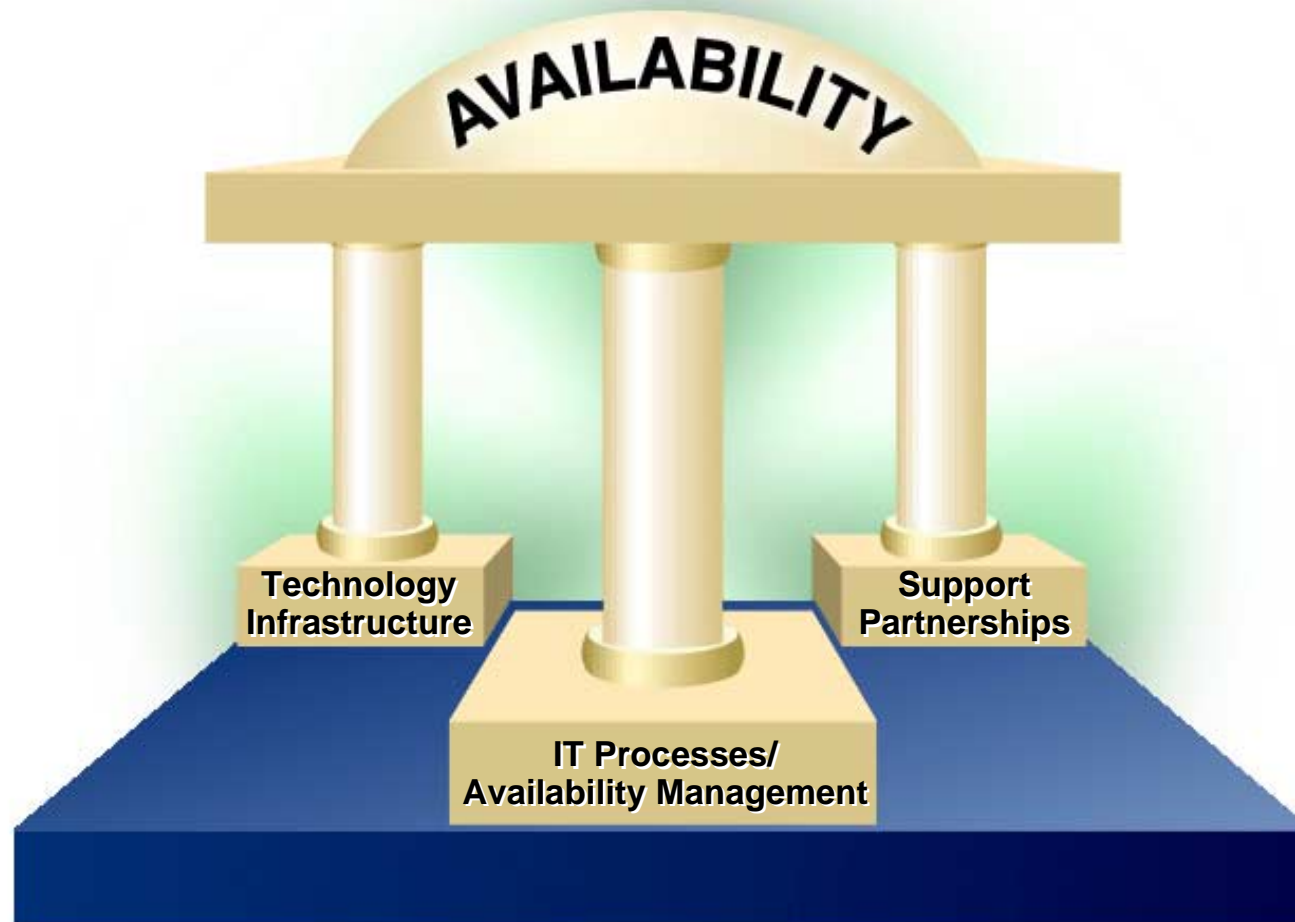 AVAILABILITY
Technology
Infrastructure
Support
Partnerships
IT Processes/
Availability Management